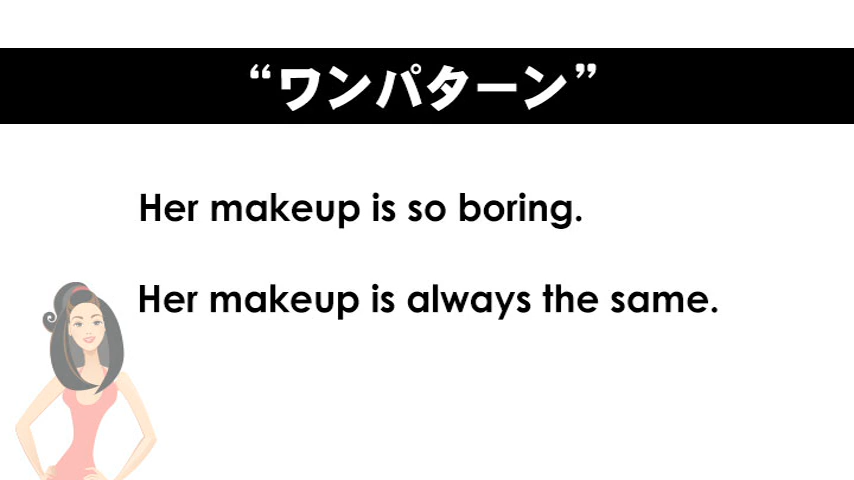 “ワンパターン”
Her makeup is so boring.
Her makeup is always the same.